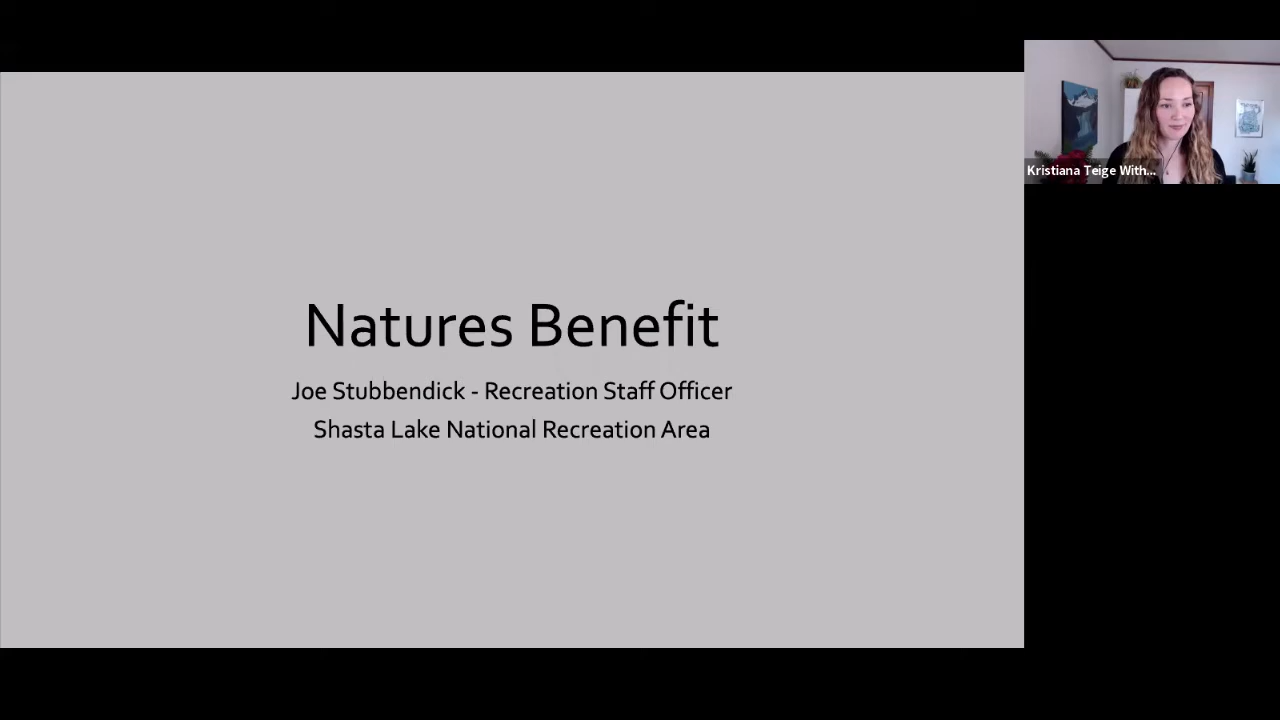 Natures Benefit
Joe Stubbendick - Recreation Staff Officer
Shasta Lake National Recreation Area
Kristiana Teige With...